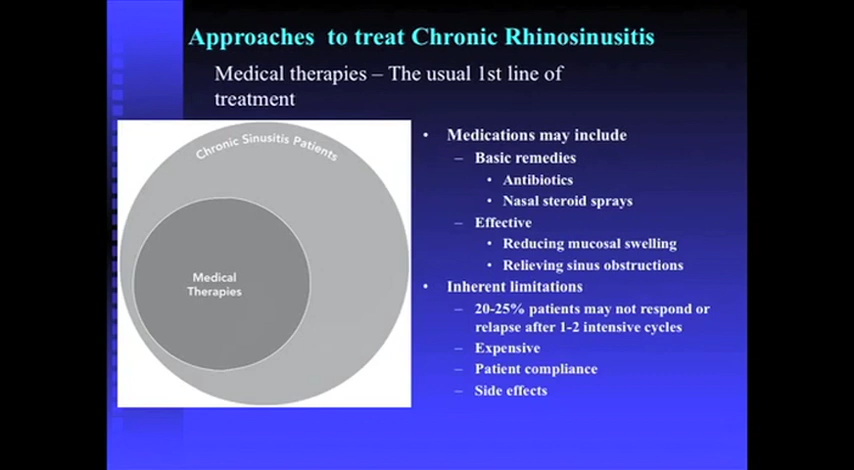 Approaches to treat Chronic Rhinosinusitis
Medical therapies – The usual 1st line of
treatment
Chronic Sinusitis Patients
Medical
Therapies
• Medications may include
– Basic remedies
• Antibiotics
• Nasal steroid sprays
– Effective
• Reducing mucosal swelling
• Relieving sinus obstructions
• Inherent limitations
– 20-25% patients may not respond or
relapse after 1-2 intensive cycles
– Expensive
– Patient compliance
– Side effects